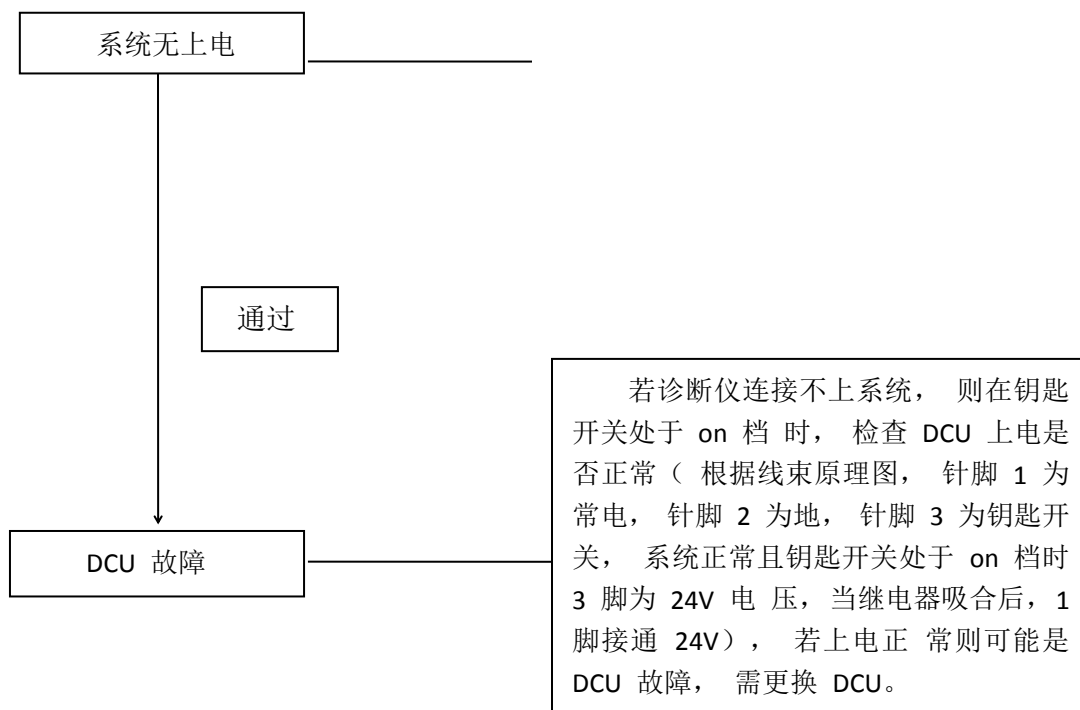 系统无上电
通过
若诊断仪连接不上系统， 则在钥匙
开关处于 on 档 时， 检查 DCU 上电是
否正常（ 根据线束原理图， 针脚 1 为
常电， 针脚 2 为地， 针脚 3 为钥匙开
关， 系统正常且钥匙开关处于 on 档时
3 脚为 24V 电 压，当继电器吸合后，1
脚接通 24V）， 若上电正 常则可能是
DCU 故障， 需更换 DCU。
DCU 故障